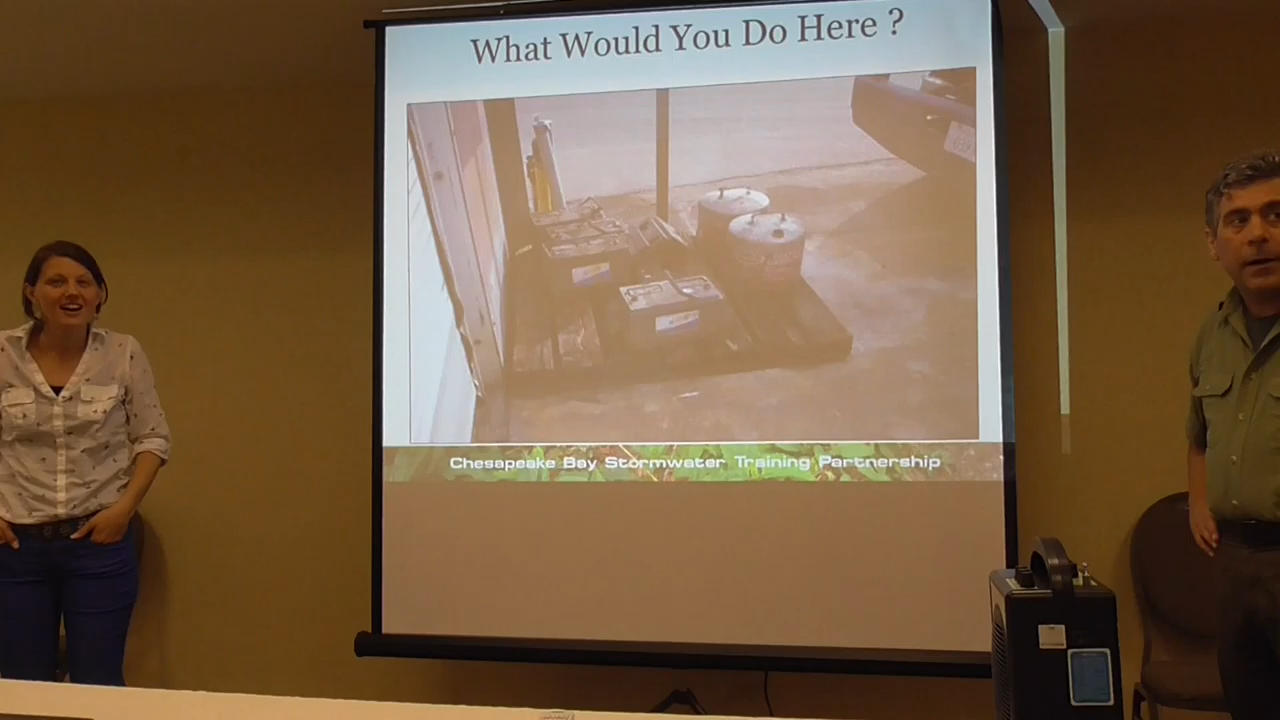 What Would You Do Here ?
Chesapeake Bay Stormwater Training Partnership